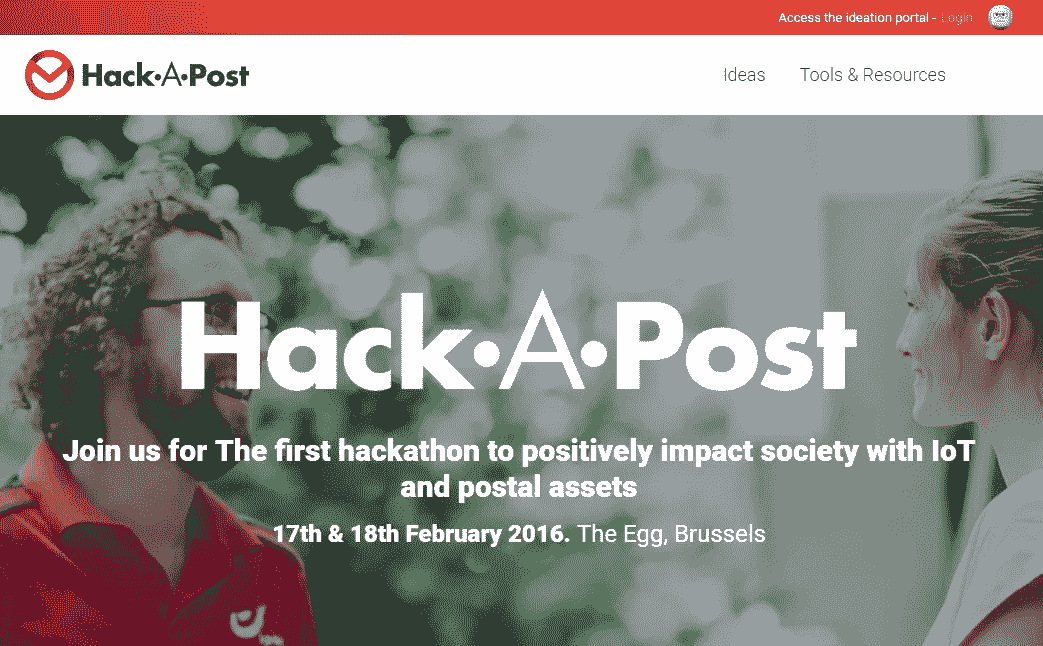 Access the ideation portal - Login
Hack•A•Post
Ideas
Tools & Resources
Hack•A•Post
Join us for The first hackathon to positively impact society with IoT
and postal assets
17th & 18th February 2016. The Egg, Brussels